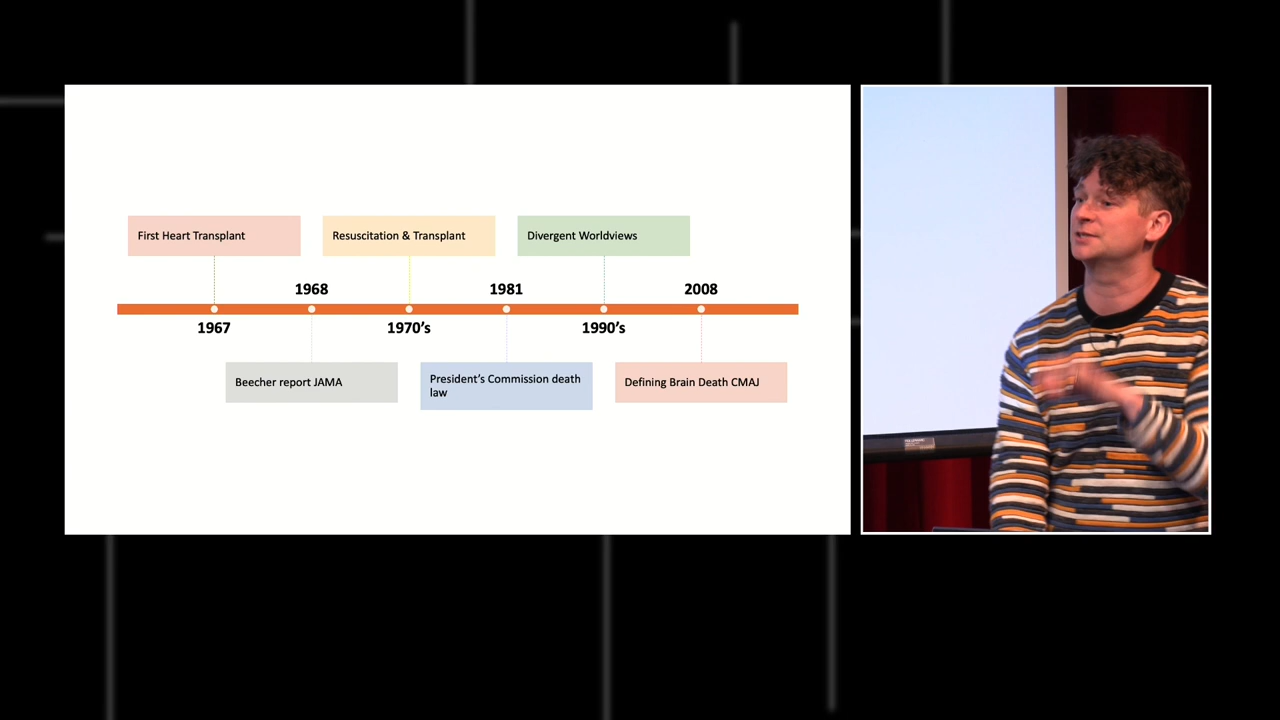 First Heart Transplant
Resuscitation & Transplant
Divergent Worldviews
1968
1981
2008
1967
1970's
1990's
Beecher report JAMA
President's Commission death
law
Defining Brain Death CMAJ